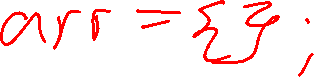 arr = {};